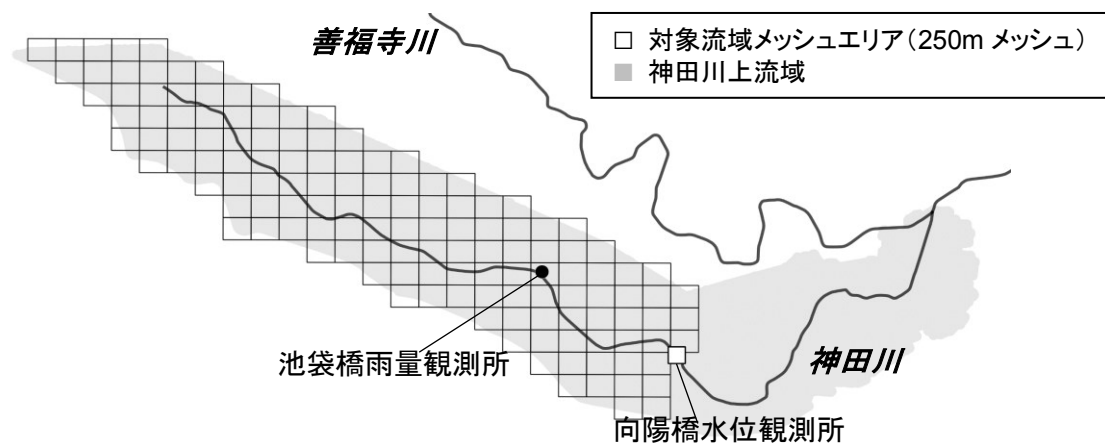 善福寺川
□ 対象流域メッシュエリア（250m メッシュ）
■ 神田川上流域
池袋橋雨量観測所
神田川
向陽橋水位観測所